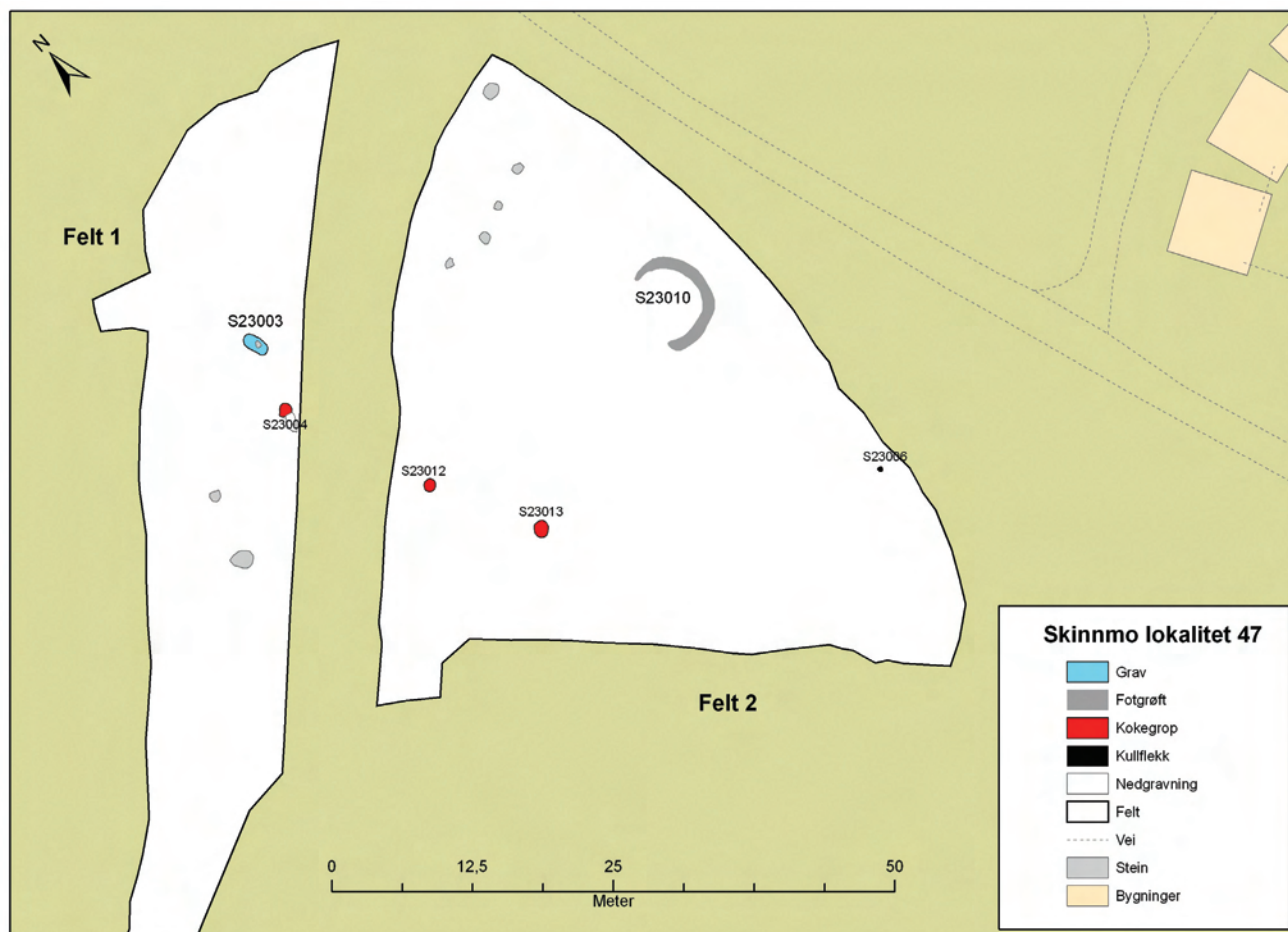 N
Felt 1
S23003
S23004
S23010
S23012
S23013
S23006
Felt 2
0
12,5
25
50
Meter
Skinnmo lokalitet 47
Grav
Fotgrøft
Kokegrop
Kullflekk
Nedgravning
Felt
Vei
Stein
Bygninger